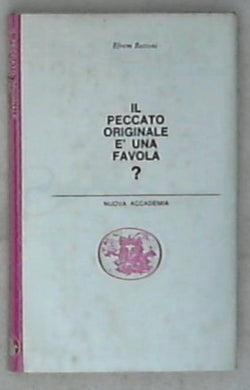 Efrem Bettoni
IL
PECCATO
ORIGINALE
E' UNA
FAVOLA
?
NUOVA ACCADEMIA